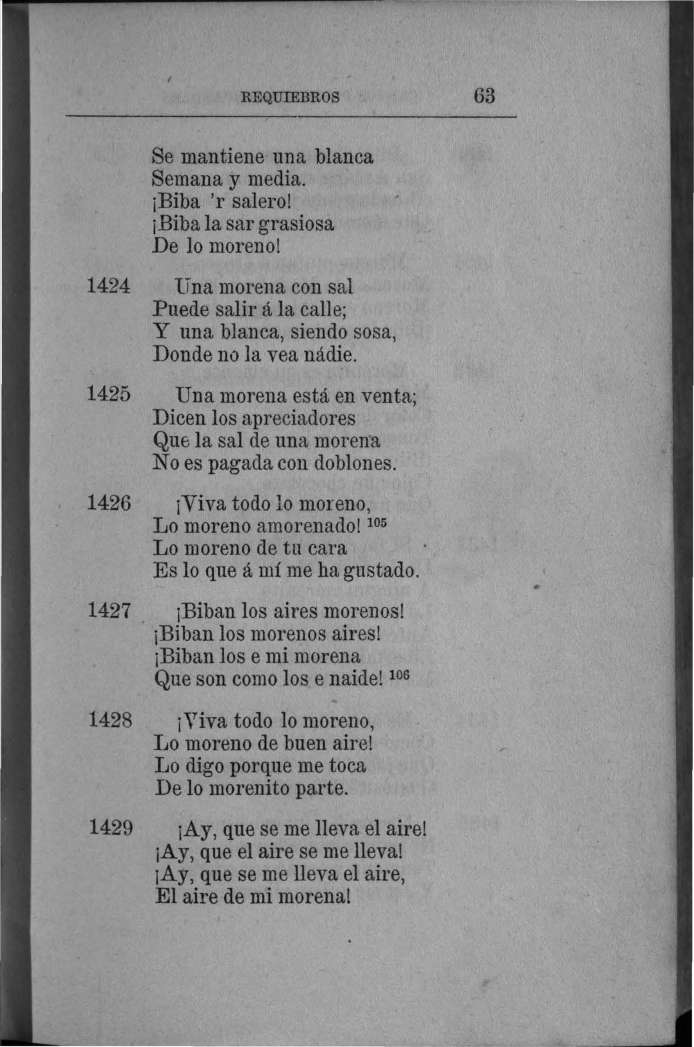 REQUIEBROS 63
Se mantiene una blanca
Semana y media.
¡Biba 'r salero!
¡Biba la sar grasiosa
De lo moreno!
1424 Una morena con sal
Puede salir á la calle;
Y una blanca, siendo sosa,
Donde no la vea nádie.
1425 Una morena está en venta;
Dicen los apreciadores
Que la sal de una morena
No es pagada con doblones.
1426 ¡Viva todo lo moreno,
Lo moreno amorenado! 105
Lo moreno de tu cara
Es lo que á mí me ha gustado.
1427 ¡Biban los aires morenos!
¡Biban los morenos aires!
¡Biban los e mi morena
Que son como los e naide! 106
1428 ¡Viva todo lo moreno,
Lo moreno de buen aire!
Lo digo porque me toca
De lo morenito parte.
1429 ¡Ay, que se me lleva el aire!
¡Ay, que el aire se me lleva!
¡Ay, que se me lleva el aire,
El aire de mi morena!